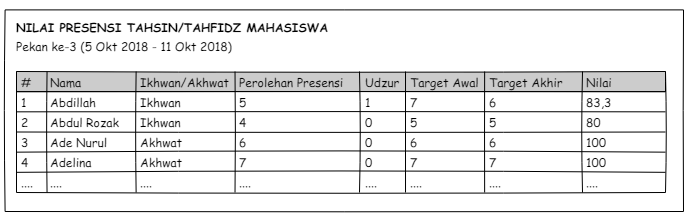 NILAI PRESENSI TAHSIN/TAHFIDZ MAHASISWA
Pekan ke-3 (5 Okt 2018 - 11 Okt 2018)
# Nama Ikhwan/Akhwat Perolehan Presensi Udzur Target Awal Target Akhir Nilai
1 Abdillah Ikhwan 5 1 7 6 83,3
2 Abdul Rozak Ikhwan 4 0 5 5 80
3 Ade Nurul Akhwat 6 0 6 6 100
4 Adelina Akhwat 7 0 7 7 100
.... .... .... .... .... .... .... ....